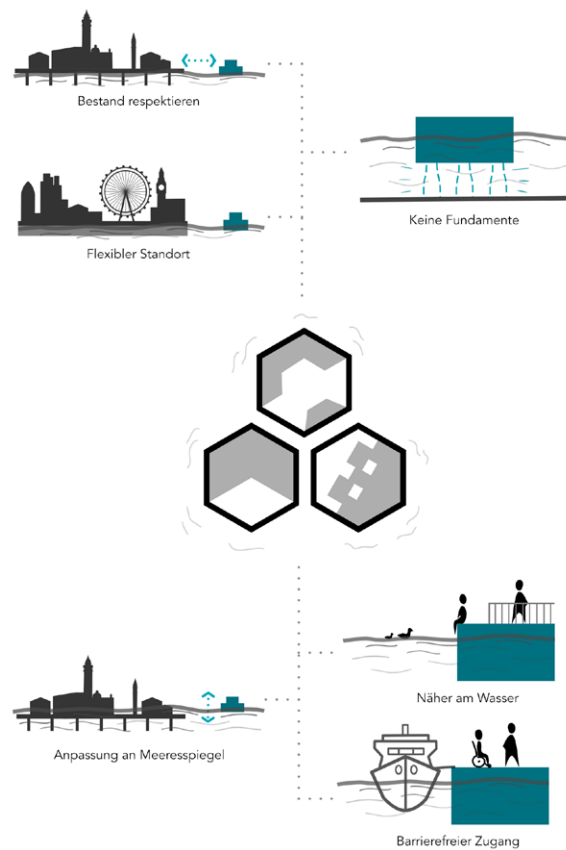 Bestand respektieren
Keine Fundamente
Flexibler Standort
Näher am Wasser
Anpassung an Meeresspiegel
Barrierefreier Zugang